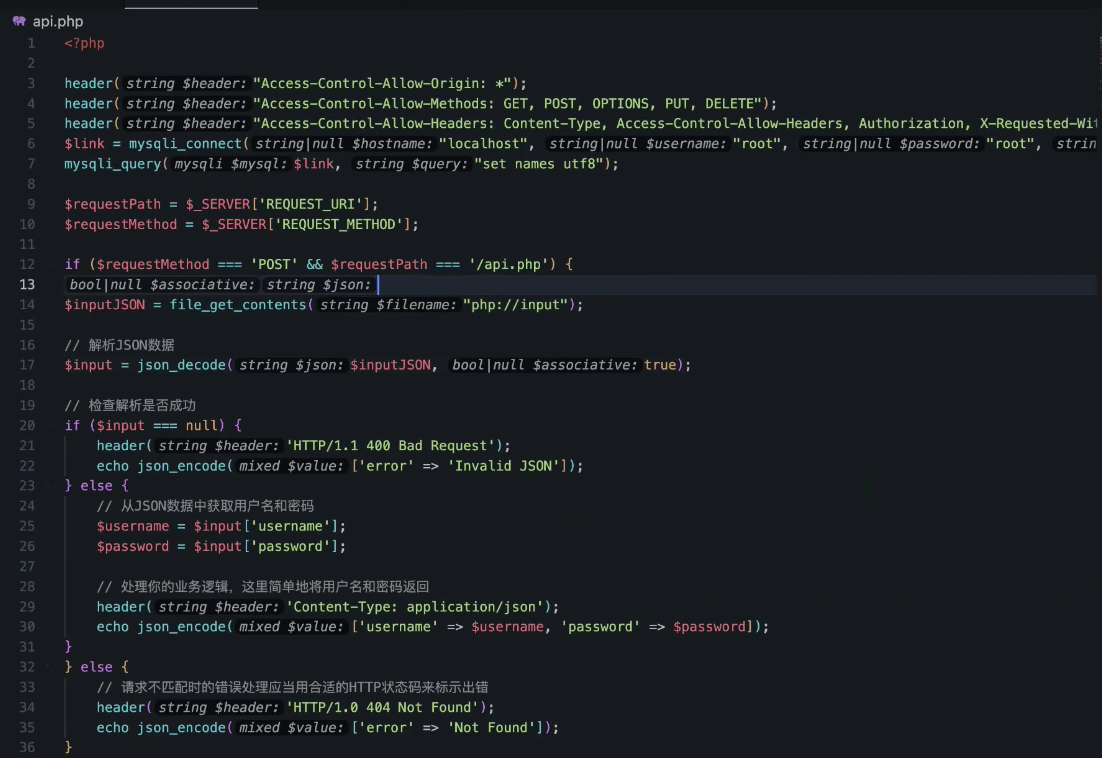 api.php
1 <?php
2
3 header(string $header:"Access-Control-Allow-Origin: *");
4 header(string $header:"Access-Control-Allow-Methods: GET, POST, OPTIONS, PUT, DELETE");
5 header(string $header:"Access-Control-Allow-Headers: Content-Type, Access-Control-Allow-Headers, Authorization, X-Requested-Wit
6 $link = mysqli_connect(string|null $hostname:"localhost", string|null $username:"root", string|null $password:"root", strin
7 mysqli_query(mysqli $mysql:$link, string $query:"set names utf8");
8
9 $requestPath = $_SERVER['REQUEST_URI'];
10 $requestMethod = $_SERVER['REQUEST_METHOD'];
11
12 if ($requestMethod === 'POST' && $requestPath === '/api.php') {
13 bool|null $associative: string $json:
14 $inputJSON = file_get_contents(string $filename:"php://input");
15
16 // 解析JSON数据
17 $input = json_decode(string $json:$inputJSON, bool|null $associative:true);
18
19 // 检查解析是否成功
20 if ($input === null) {
21 header(string $header:'HTTP/1.1 400 Bad Request');
22 echo json_encode(mixed $value:['error' => 'Invalid JSON']);
23 } else {
24 // 从JSON数据中获取用户名和密码
25 $username = $input['username'];
26 $password = $input['password'];
27
28 // 处理你的业务逻辑，这里简单地将用户名和密码返回
29 header(string $header:'Content-Type: application/json');
30 echo json_encode(mixed $value:['username' => $username, 'password' => $password]);
31 }
32 } else {
33 // 请求不匹配时的错误处理应当用合适的HTTP状态码来标示出错
34 header(string $header:'HTTP/1.0 404 Not Found');
35 echo json_encode(mixed $value:['error' => 'Not Found']);
36 }